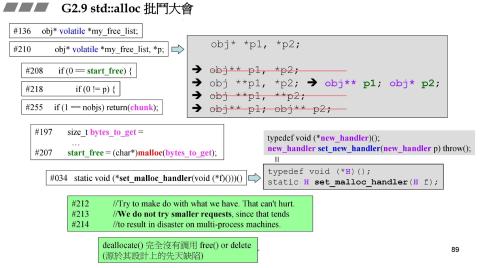 G2.9 std::alloc 批鬥大會
#136 obj* volatile *my_free_list;
#210 obj* volatile *my_free_list, *p;
obj* *p1, *p2;
➔ obj** p1, *p2;
➔ obj **p1, *p2; ➔ obj** p1; obj* p2;
➔ obj **p1, **p2;
➔ obj** p1; obj** p2;
#208 if (0 == start_free) {
#218 if (0 != p) {
#255 if (1 == nobjs) return(chunk);
#197 size_t bytes_to_get =
…
#207 start_free = (char*)malloc(bytes_to_get);
typedef void (*new_handler)();
new_handler set_new_handler(new_handler p) throw();
=
#034 static void (*set_malloc_handler(void (*f)()))()
typedef void (*H)();
static H set_malloc_handler(H f);
#212 //Try to make do with what we have. That can't hurt.
#213 //We do not try smaller requests, since that tends
#214 //to result in disaster on multi-process machines.
deallocate() 完全沒有調用 free() or delete
(源於其設計上的先天缺陷)
89